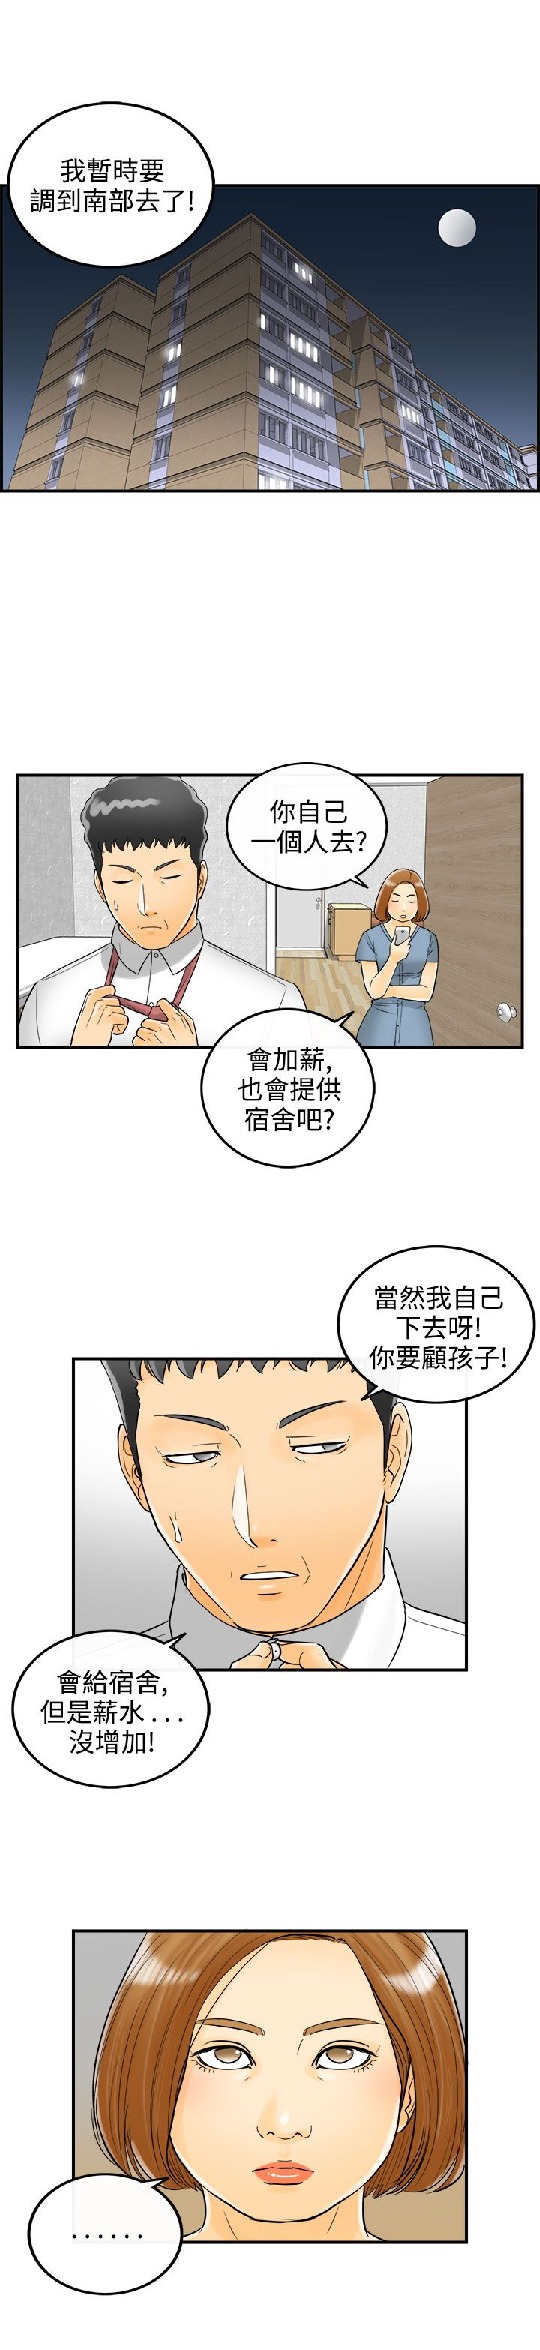 我暫時要
調到南部去了!
你自己
一個人去?
會加薪,
也會提供
宿舍吧?
當然我自己
下去呀!
你要顧孩子!
會給宿舍,
但是薪水...
沒增加!
......